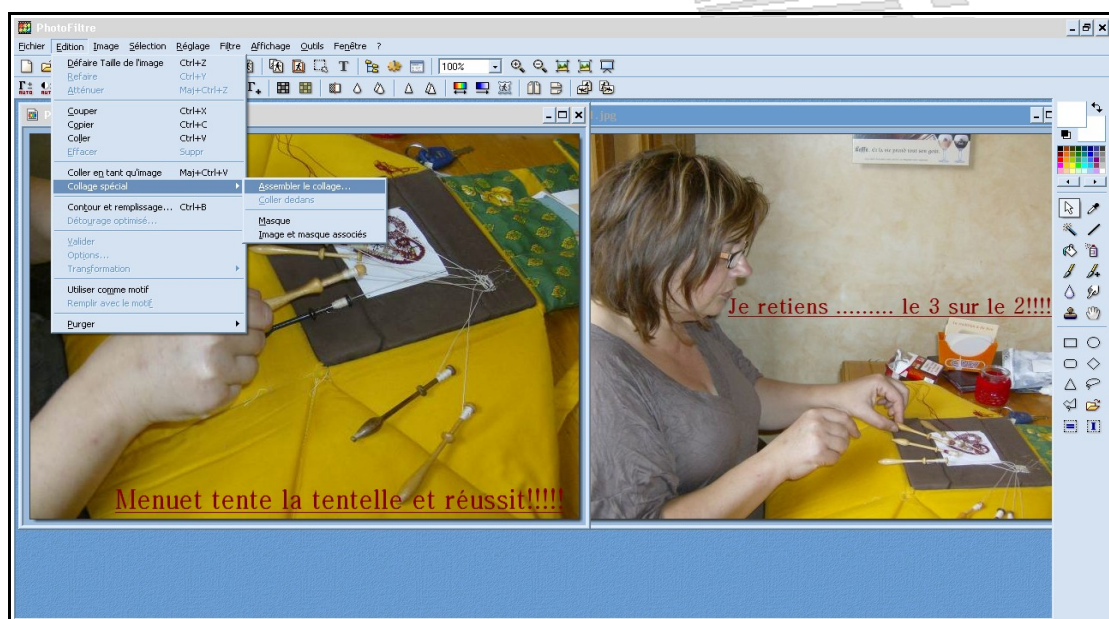 PhotoFiltre
Fichier Edition Image Sélection Réglage Filtre Affichage Outils Fenêtre ?
Défaire Taille de l'image Ctrl+Z
Refaire Ctrl+Y
Atténuer Maj+Ctrl+Z
Couper Ctrl+X
Copier Ctrl+C
Coller Ctrl+V
Effacer Suppr
Coller en tant qu'image Maj+Ctrl+V
Collage spécial
Contour et remplissage... Ctrl+B
Détourage optimisé...
Valider
Options...
Transformation
Utiliser comme motif
Remplir avec le motif
Purger
Assembler le collage...
Coller dedans
Masque
Image et masque associés
100%
.jpg
Je retiens ......... le 3 sur le 2!!!!
Menuet tente la tentelle et réussit!!!!!